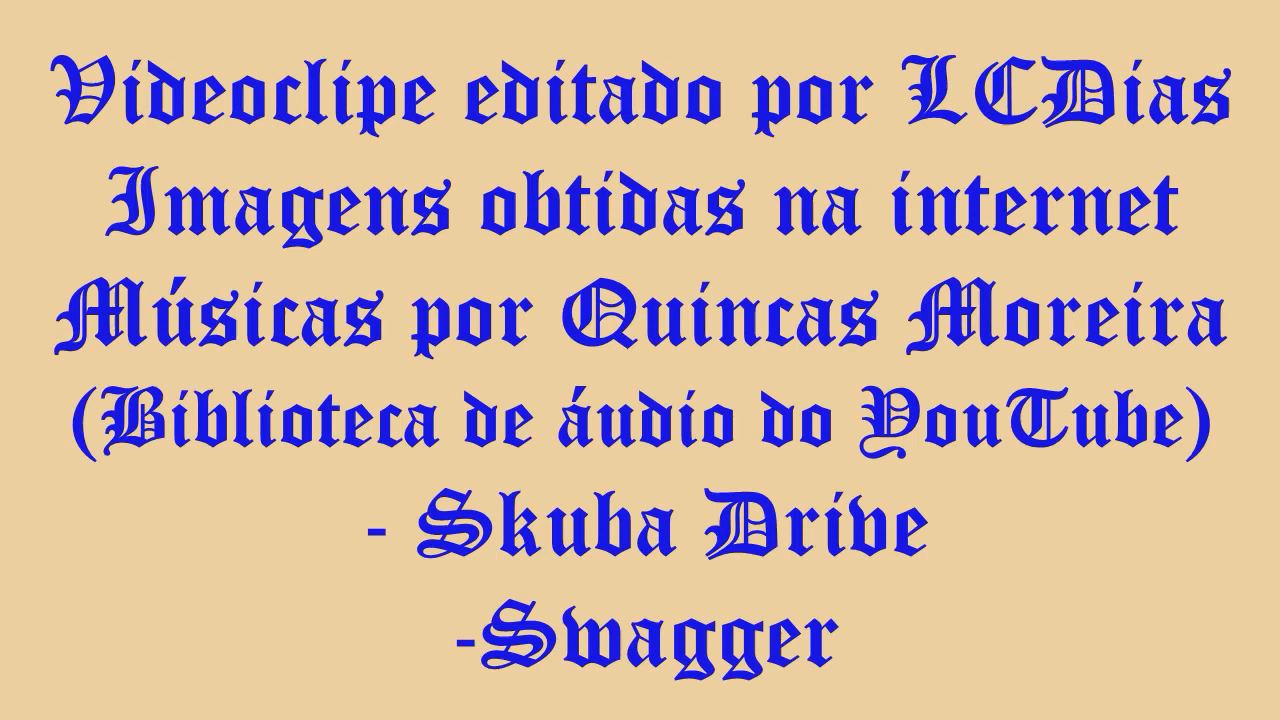 Videoclipe editado por LCDias
Imagens obtidas na internet
Músicas por Quincas Moreira
(Biblioteca de áudio do YouTube)
- Skuba Drive
-Swagger